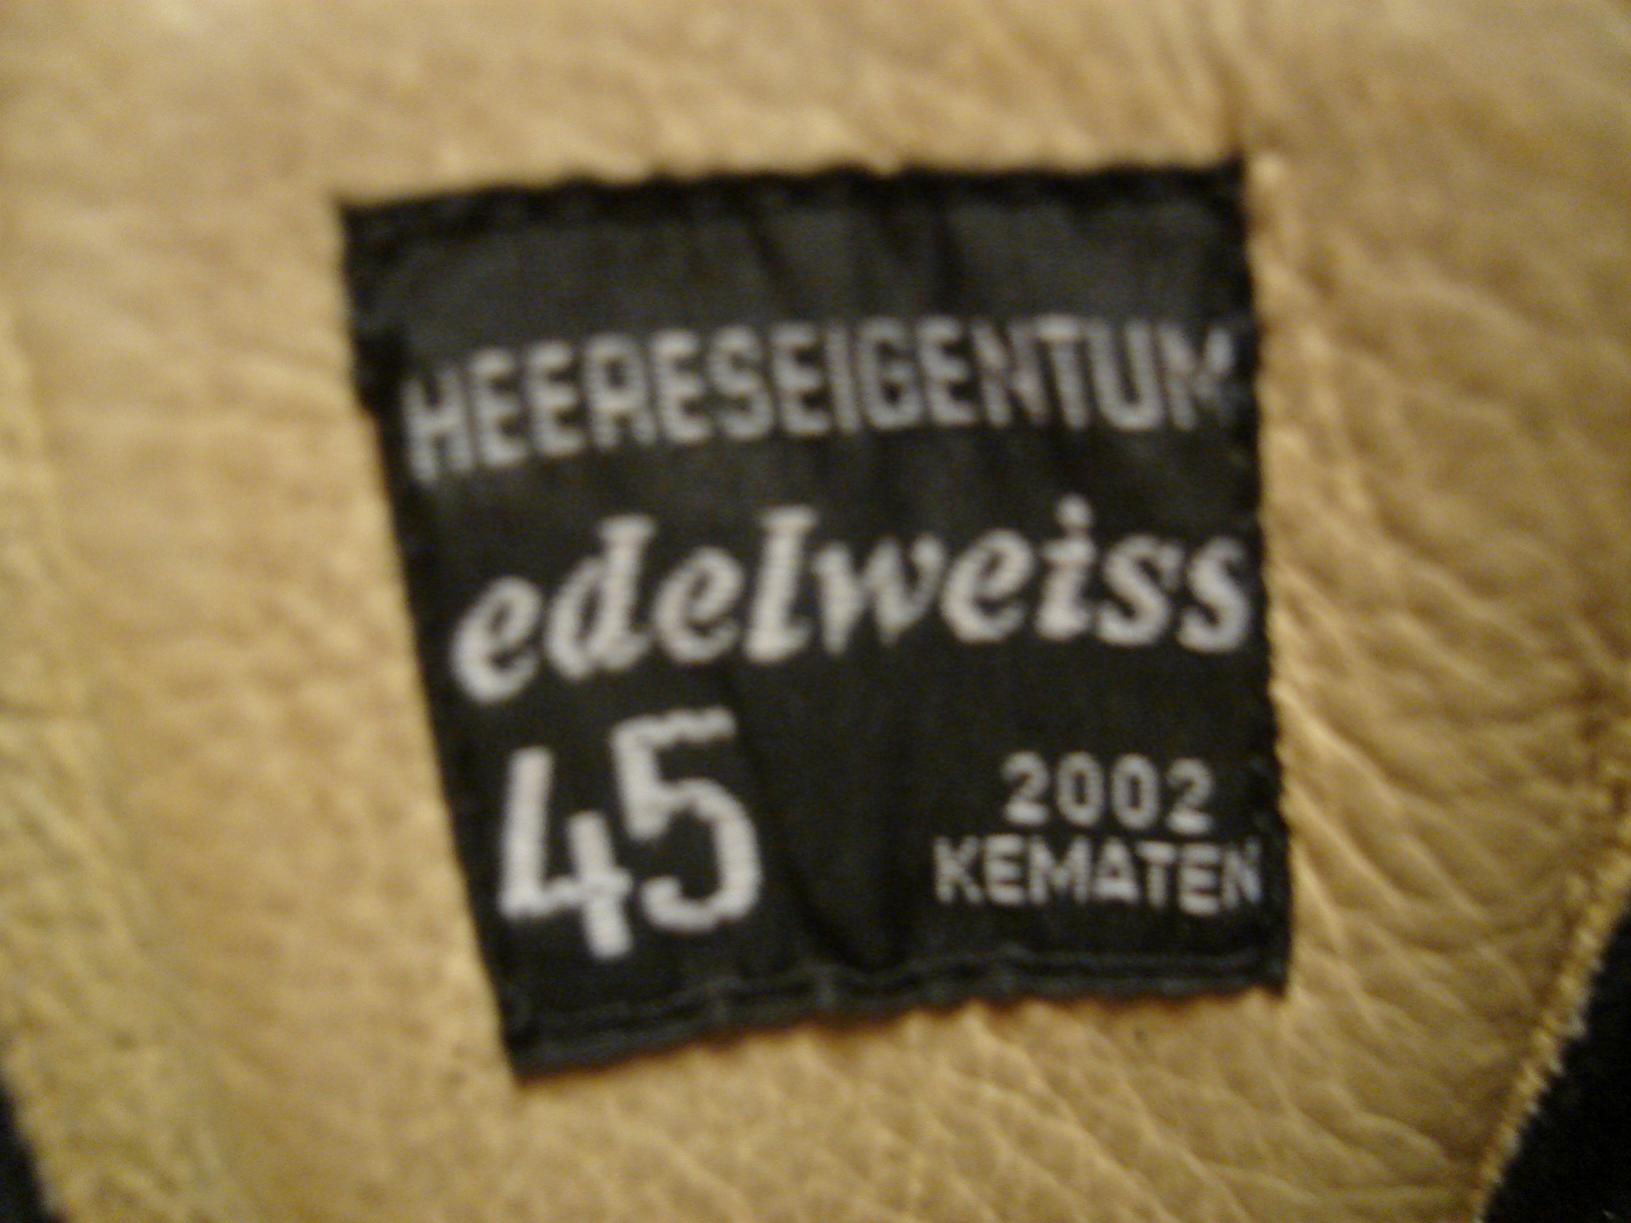 HEERESEIGENTUM
edelweiss
45
2002
KEMATEN